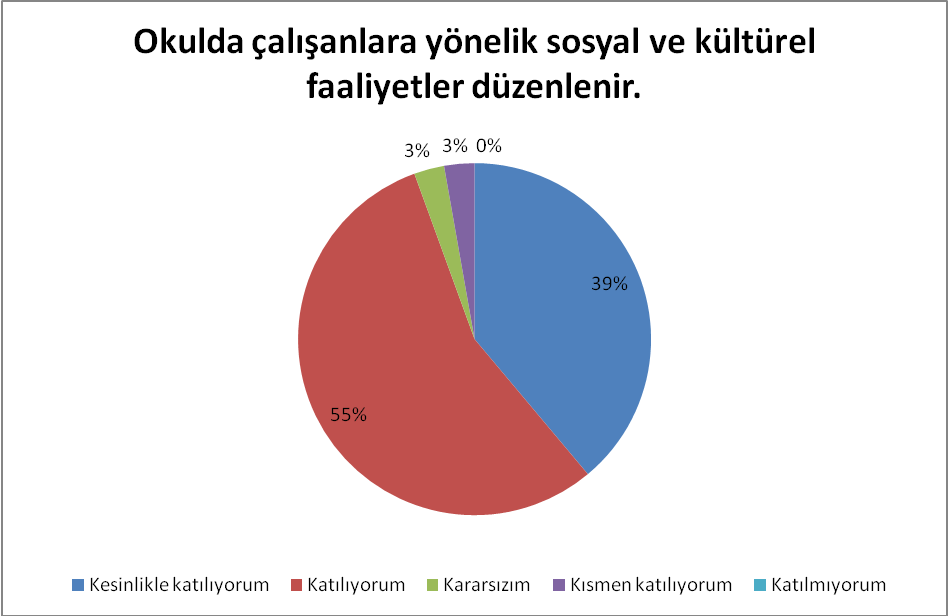 Okulda çalışanlara yönelik sosyal ve kültürel
faaliyetler düzenlenir.
3% 3% 0%
39%
55%
Kesinlikle katılıyorum Katılıyorum Kararsızım Kısmen katılıyorum Katılmıyorum